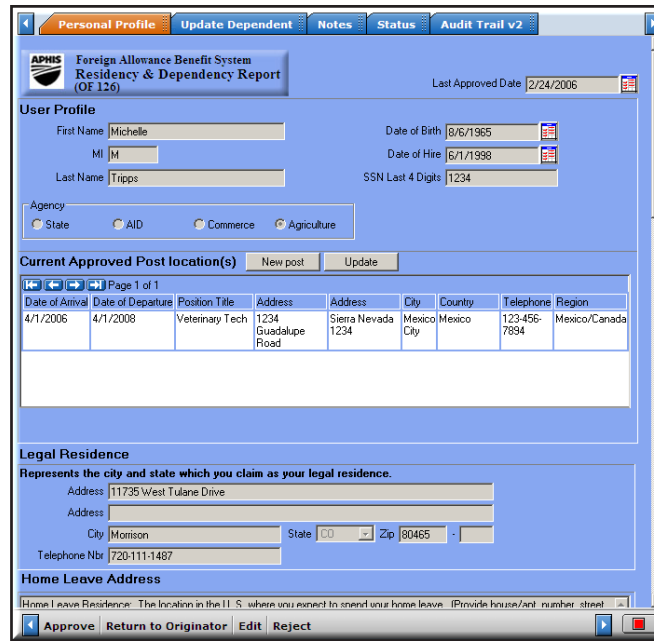 Personal Profile Update Dependent Notes Status Audit Trail v2
APHIS
Foreign Allowance Benefit System
Residency & Dependency Report
(OF 126)
Last Approved Date 2/24/2006
User Profile
First Name Michelle
Date of Birth 8/6/1965
MI M
Date of Hire 6/1/1998
Last Name Tripps
SSN Last 4 Digits 1234
Agency
State AID Commerce Agriculture
Current Approved Post location(s) New post Update
Page 1 of 1
Date of Arrival Date of Departure Position Title Address Address City Country Telephone Region
4/1/2006 4/1/2008 Veterinary Tech 1234 Sierra Nevada Mexico Mexico 123-456- Mexico/Canada
Guadalupe 1234 City 7894
Road
Legal Residence
Represents the city and state which you claim as your legal residence.
Address 11735 West Tulane Drive
Address
City Morrison State CO Zip 80465 -
Telephone Nbr 720-111-1487
Home Leave Address
Home Leave Residence: The location in the U.S. where you expect to spend your home leave. (Provide house/apt. number, street,
Approve Return to Originator Edit Reject